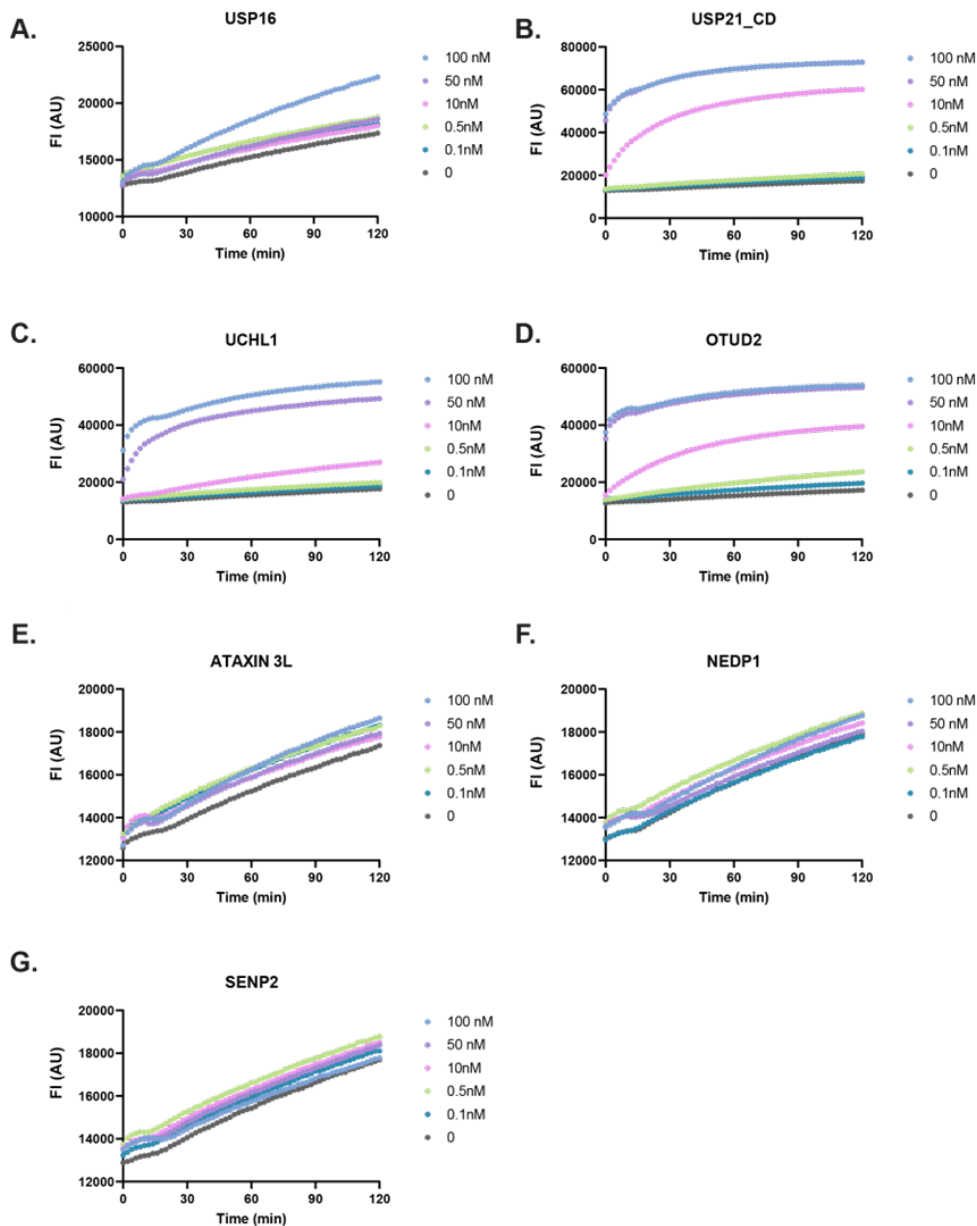 A.
USP16
FI (AU)
25000
20000
15000
10000
0 30 60 90 120
Time (min)
100 nM
50 nM
10nM
0.5nM
0.1nM
0
B.
USP21_CD
FI (AU)
80000
60000
40000
20000
0
0 30 60 90 120
Time (min)
100 nM
50 nM
10nM
0.5nM
0.1nM
0
C.
UCHL1
FI (AU)
60000
40000
20000
0
0 30 60 90 120
Time (min)
100 nM
50 nM
10nM
0.5nM
0.1nM
0
D.
OTUD2
FI (AU)
60000
40000
20000
0
0 30 60 90 120
Time (min)
100 nM
50 nM
10nM
0.5nM
0.1nM
0
E.
ATAXIN 3L
FI (AU)
20000
18000
16000
14000
12000
0 30 60 90 120
Time (min)
100 nM
50 nM
10nM
0.5nM
0.1nM
0
F.
NEDP1
FI (AU)
20000
18000
16000
14000
12000
0 30 60 90 120
Time (min)
100 nM
50 nM
10nM
0.5nM
0.1nM
0
G.
SENP2
FI (AU)
20000
18000
16000
14000
12000
0 30 60 90 120
Time (min)
100 nM
50 nM
10nM
0.5nM
0.1nM
0